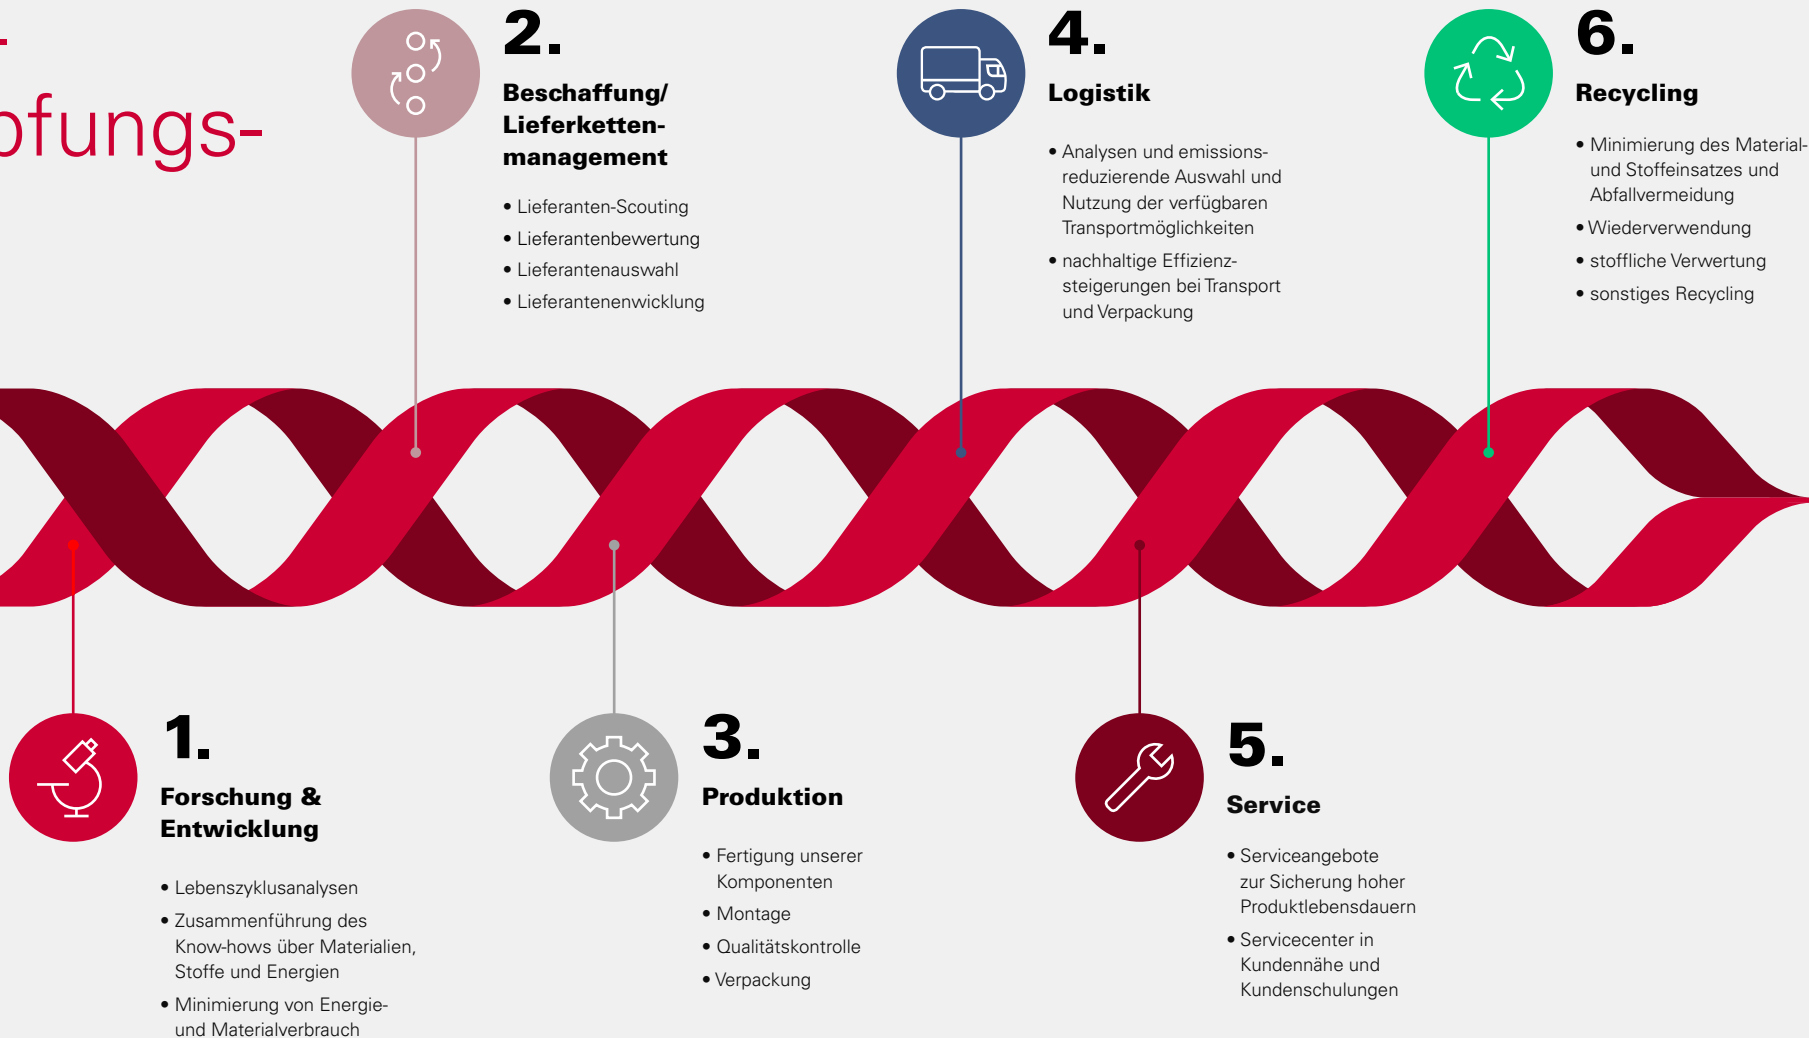 -
pfungs-
2.
Beschaffung/
Lieferketten-
management
• Lieferanten-Scouting
• Lieferantenbewertung
• Lieferantenauswahl
• Lieferantenenwicklung
4.
Logistik
• Analysen und emissions-
reduzierende Auswahl und
Nutzung der verfügbaren
Transportmöglichkeiten
• nachhaltige Effizienz-
steigerungen bei Transport
und Verpackung
6.
Recycling
• Minimierung des Material-
und Stoffeinsatzes und
Abfallvermeidung
• Wiederverwendung
• stoffliche Verwertung
• sonstiges Recycling
1.
Forschung &
Entwicklung
• Lebenszyklusanalysen
• Zusammenführung des
Know-hows über Materialien,
Stoffe und Energien
• Minimierung von Energie-
und Materialverbrauch
3.
Produktion
• Fertigung unserer
Komponenten
• Montage
• Qualitätskontrolle
• Verpackung
5.
Service
• Serviceangebote
zur Sicherung hoher
Produktlebensdauern
• Servicecenter in
Kundennähe und
Kundenschulungen